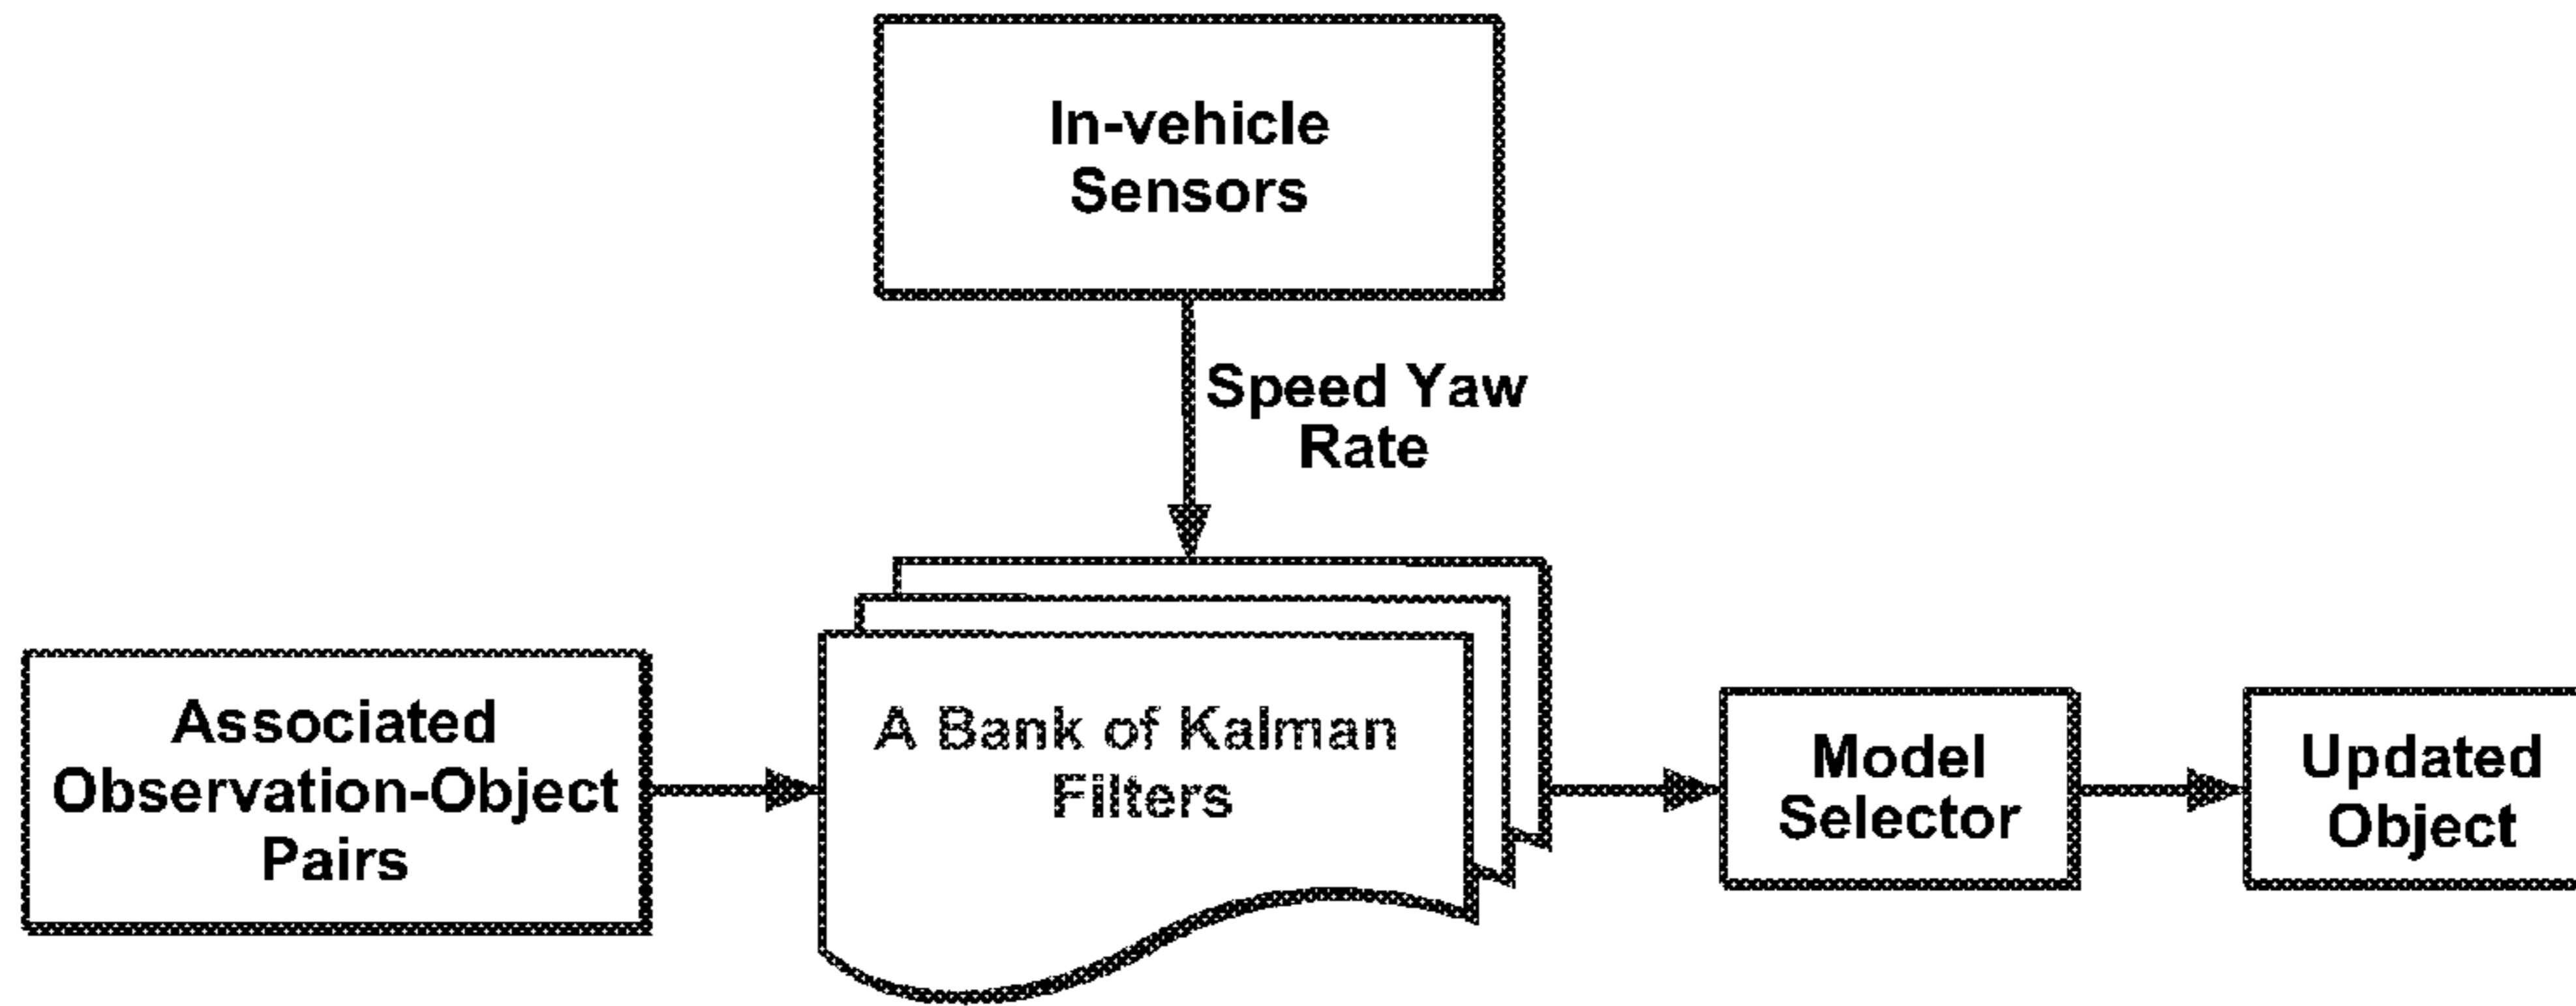 In-vehicle
Sensors
Speed Yaw
Rate
Associated
Observation-Object
Pairs
A Bank of Kalman
Filters
Model
Selector
Updated
Object